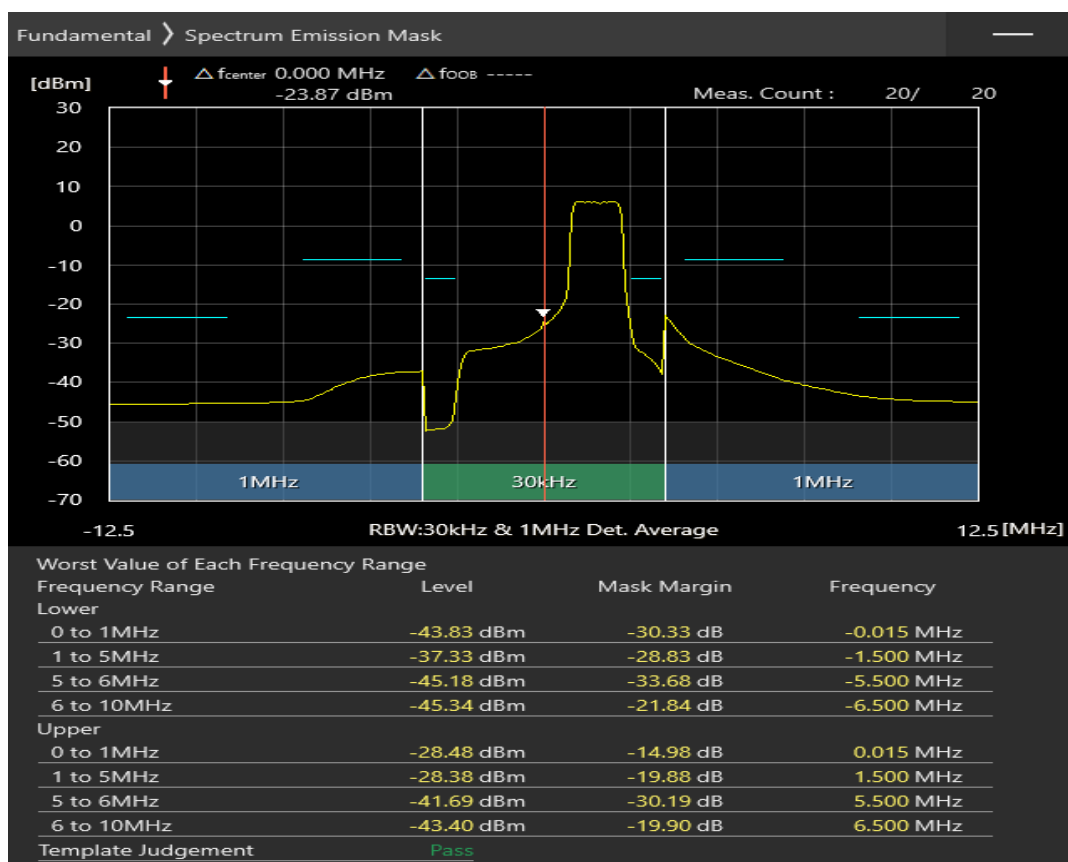 Fundamental ❯ Spectrum Emission Mask
△ fcenter 0.000 MHz △ fOOB -----
[dBm] -23.87 dBm Meas. Count : 20/ 20
30
20
10
0
-10
-20
-30
-40
-50
-60
1MHz 30kHz 1MHz
-70
-12.5 RBW:30kHz & 1MHz Det. Average 12.5 [MHz]
Worst Value of Each Frequency Range
Frequency Range Level Mask Margin Frequency
Lower
0 to 1MHz -43.83 dBm -30.33 dB -0.015 MHz
1 to 5MHz -37.33 dBm -28.83 dB -1.500 MHz
5 to 6MHz -45.18 dBm -33.68 dB -5.500 MHz
6 to 10MHz -45.34 dBm -21.84 dB -6.500 MHz
Upper
0 to 1MHz -28.48 dBm -14.98 dB 0.015 MHz
1 to 5MHz -28.38 dBm -19.88 dB 1.500 MHz
5 to 6MHz -41.69 dBm -30.19 dB 5.500 MHz
6 to 10MHz -43.40 dBm -19.90 dB 6.500 MHz
Template Judgement Pass